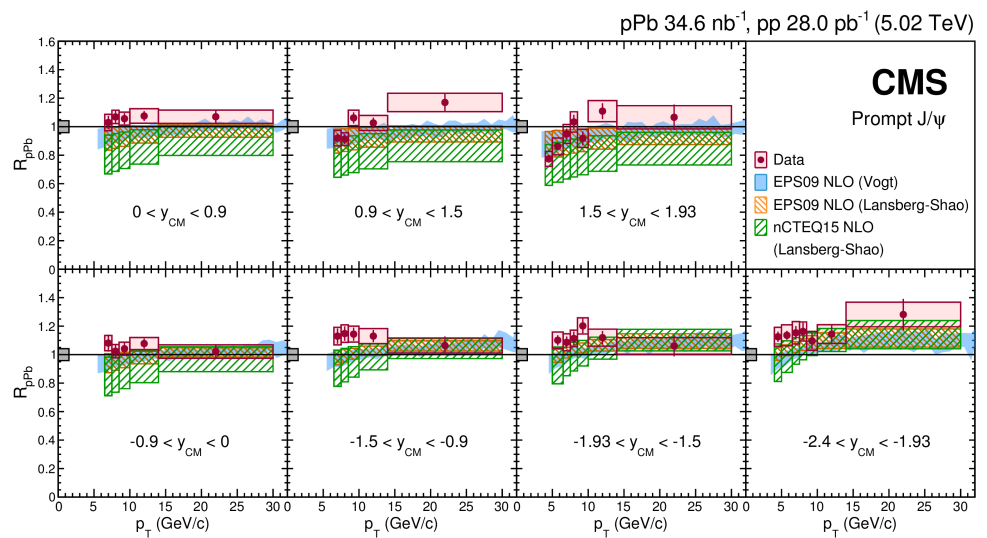 pPb 34.6 nb⁻¹, pp 28.0 pb⁻¹ (5.02 TeV)
1.6
1.4
1.2
1
0.8
0.6
0.4
0.2
0
R_pPb
0 < y_CM < 0.9
0.9 < y_CM < 1.5
1.5 < y_CM < 1.93
CMS
Prompt J/ψ
Data
EPS09 NLO (Vogt)
EPS09 NLO (Lansberg-Shao)
nCTEQ15 NLO
(Lansberg-Shao)
1.4
1.2
1
0.8
0.6
0.4
0.2
0
R_pPb
-0.9 < y_CM < 0
-1.5 < y_CM < -0.9
-1.93 < y_CM < -1.5
-2.4 < y_CM < -1.93
0 5 10 15 20 25 30 0 5 10 15 20 25 30 0 5 10 15 20 25 30 0 5 10 15 20 25 30
p_T (GeV/c) p_T (GeV/c) p_T (GeV/c) p_T (GeV/c)